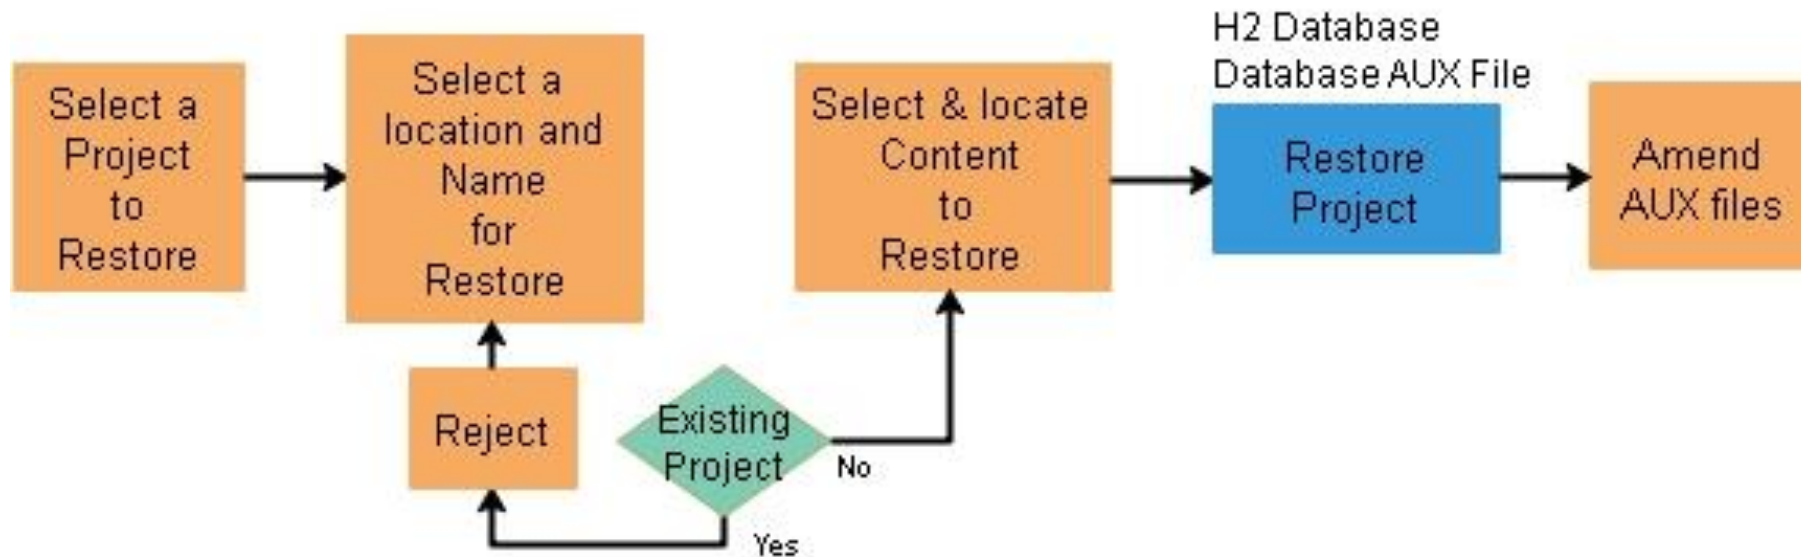 Select a
Project
to
Restore
Select a
location and
Name
for
Restore
Select & locate
Content
to
Restore
H2 Database
Database AUX File
Restore
Project
Amend
AUX files
Reject
Existing
Project
No
Yes